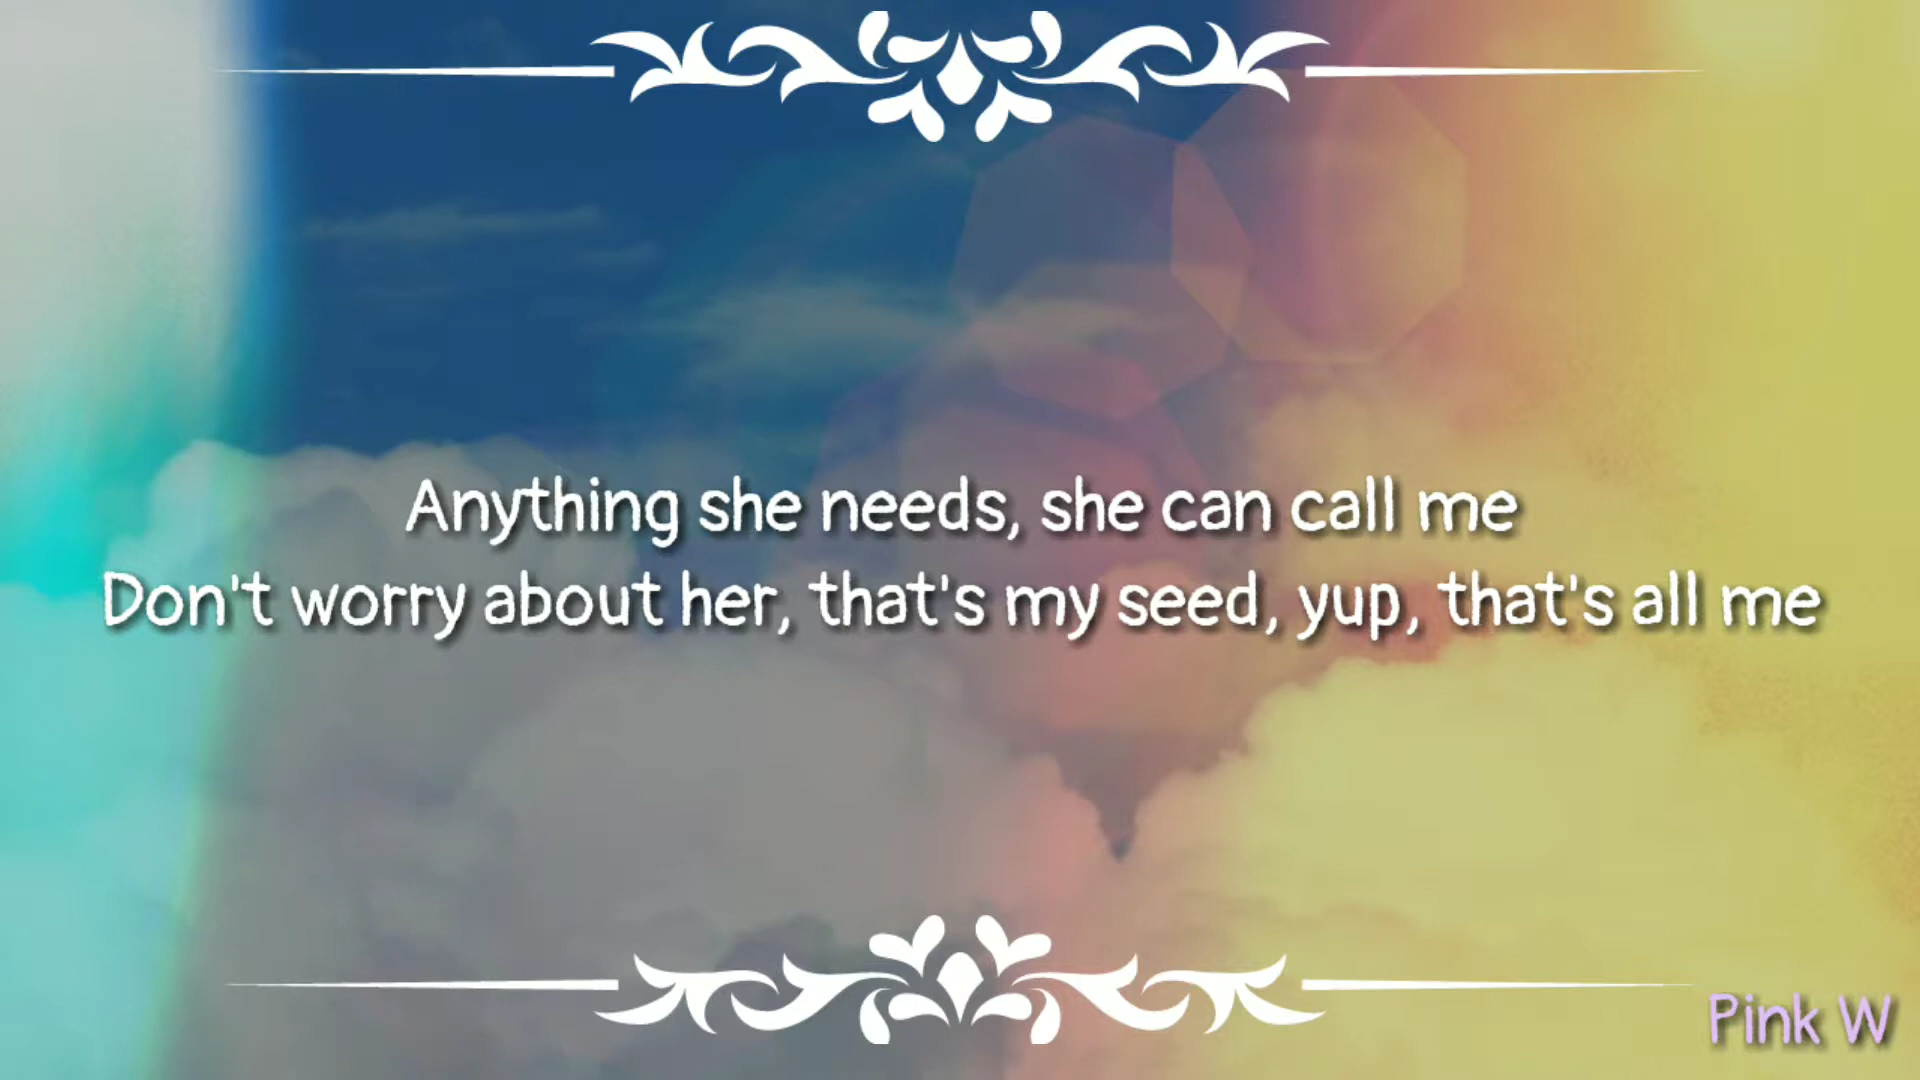 Anything she needs, she can call me
Don't worry about her, that's my seed, yup, that's all me
Pink W